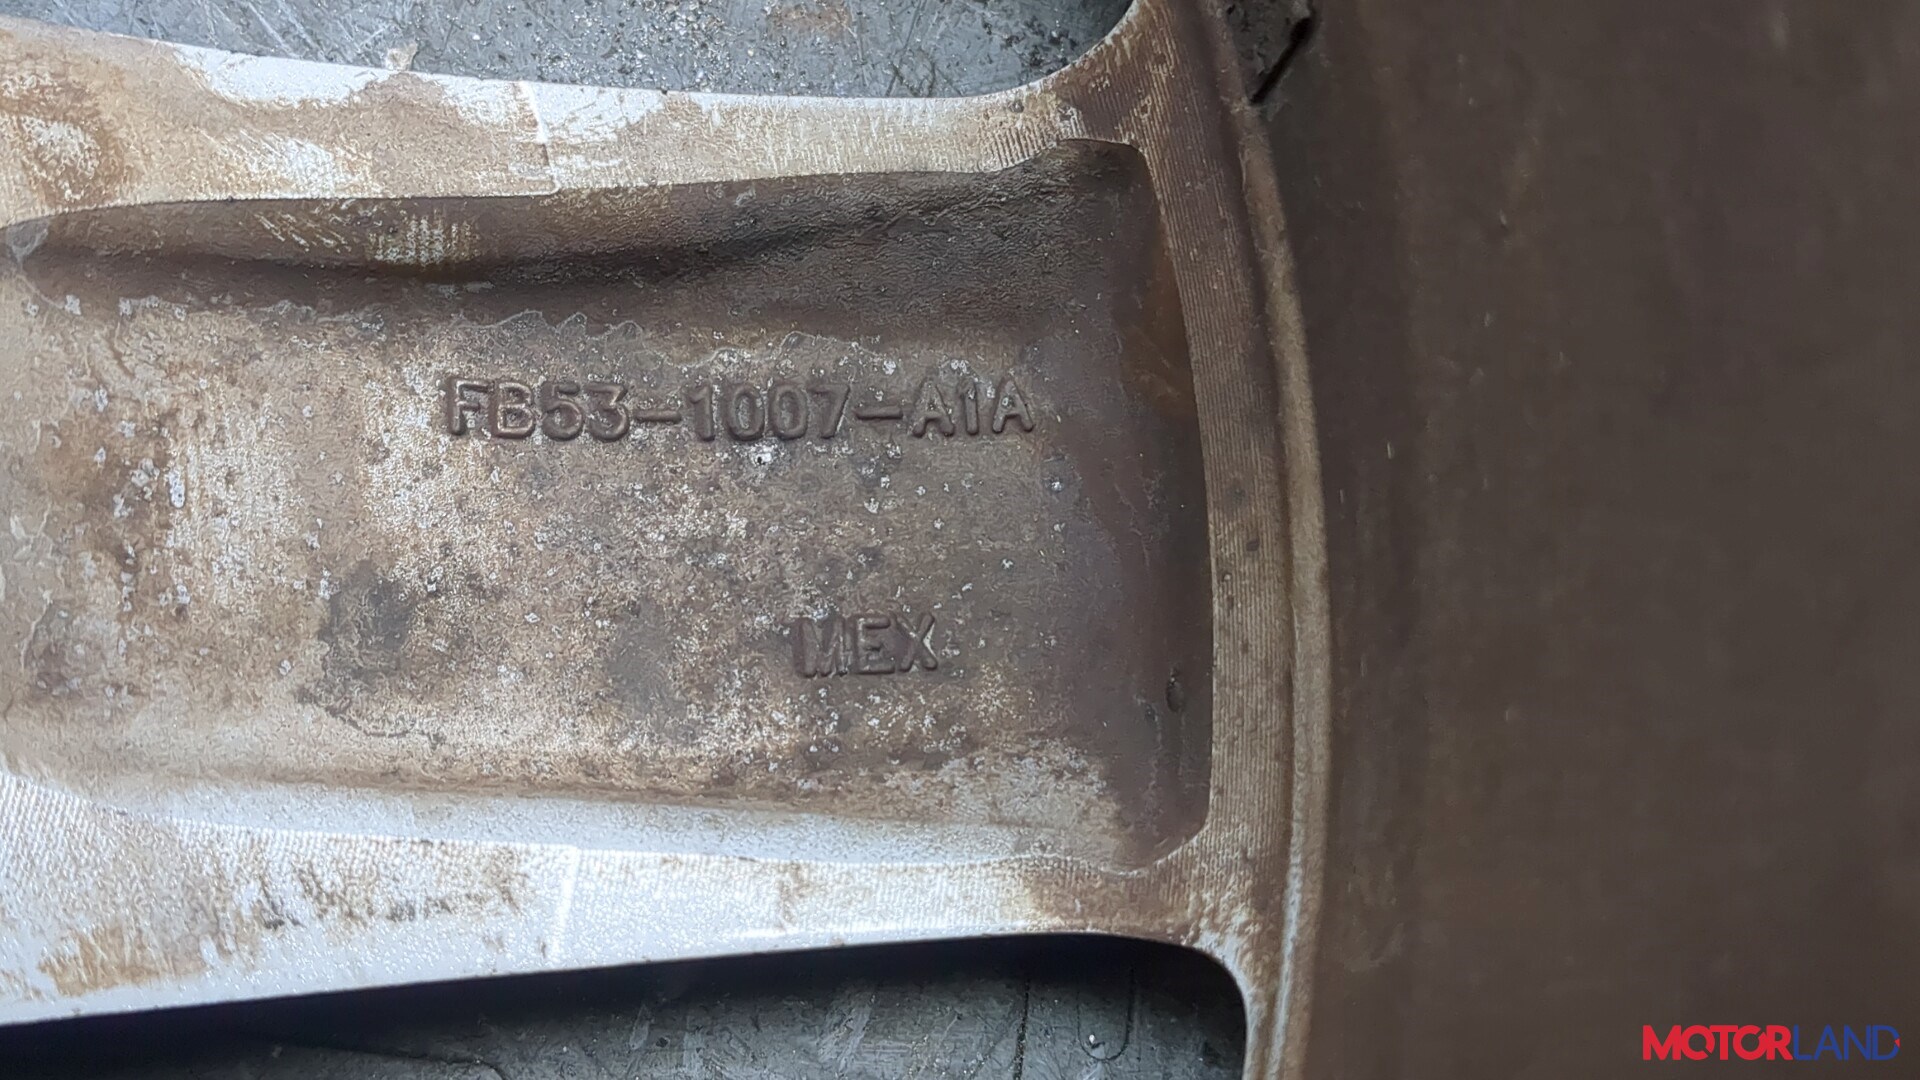 FB53-1007-A1A
MEX
MOTORLAND